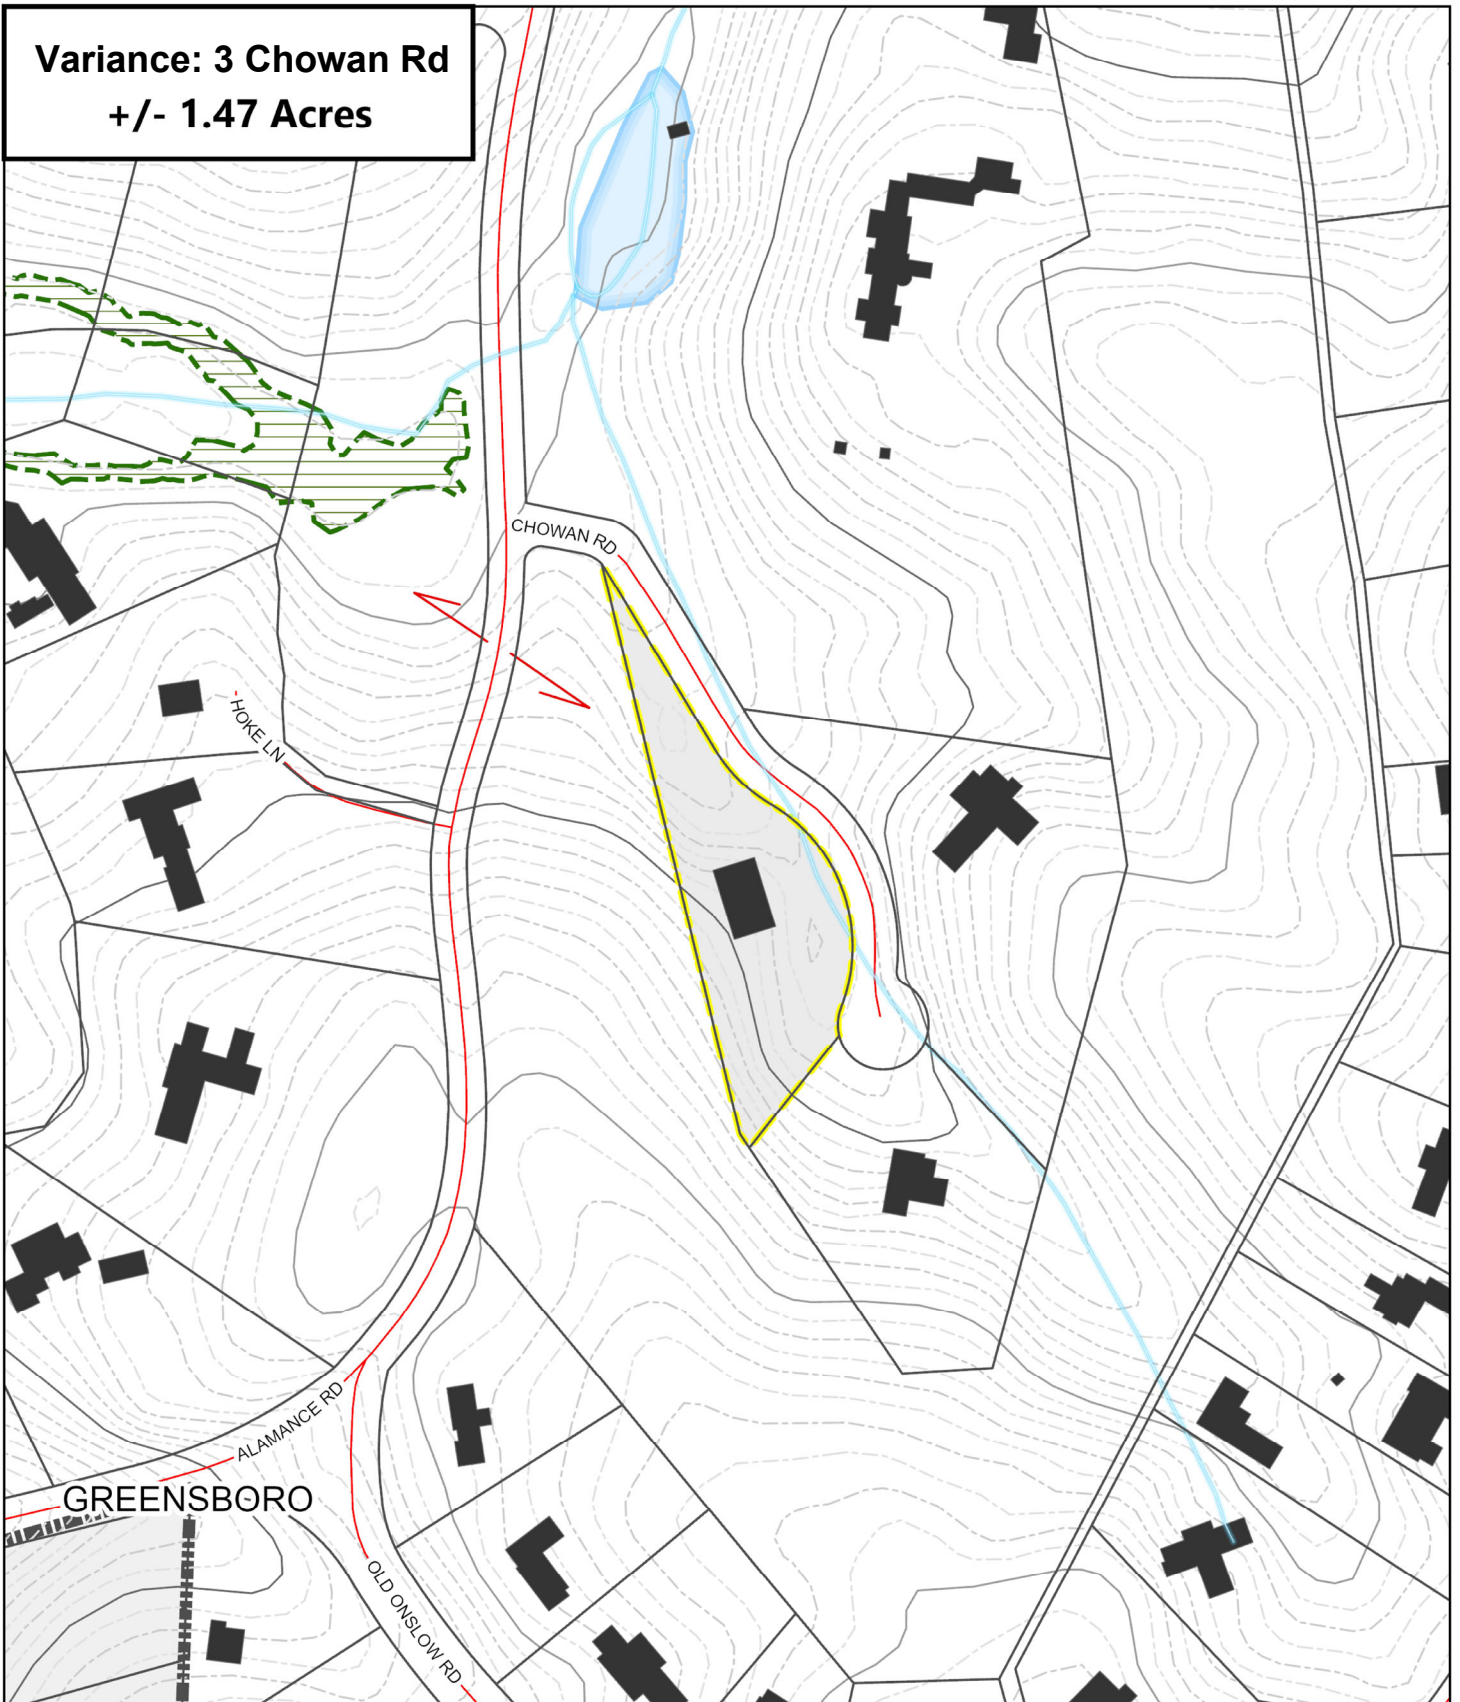 Variance: 3 Chowan Rd
+/- 1.47 Acres
CHOWAN RD
HOKE LN
ALAMANCE RD
GREENSBORO
OLD ONSLOW RD